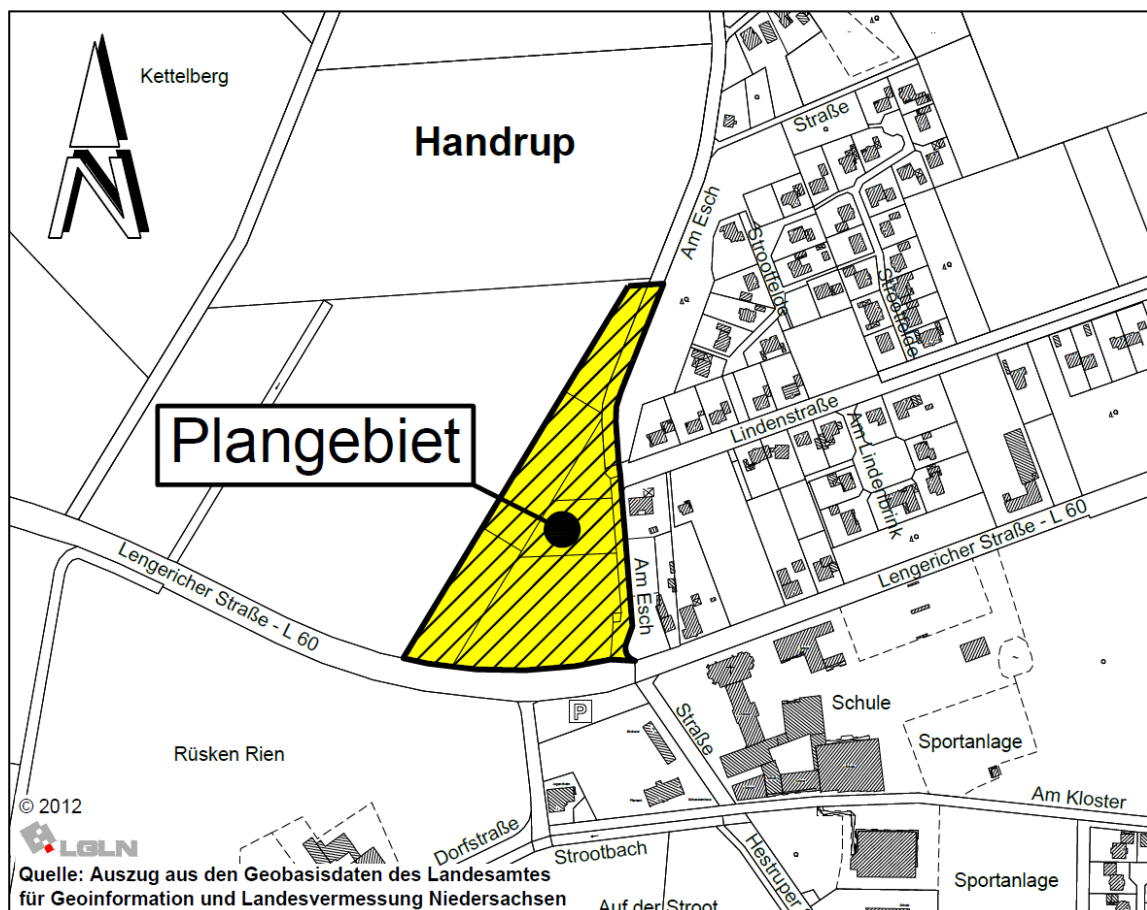 Kettelberg
Handrup
Straße
Am Esch
Strootfelde
Strootfelde
Plangebiet
Lindenstraße
Am Lindenbrink
Lengericher Straße - L 60
Lengericher Straße - L 60
Am Esch
P
Straße
Schule
Sportanlage
Rüsken Rien
Am Kloster
© 2012
LGLN
Dorfstraße
Strootbach
Hestruper
Sportanlage
Quelle: Auszug aus den Geobasisdaten des Landesamtes
für Geoinformation und Landesvermessung Niedersachsen
Auf der Stroot
N